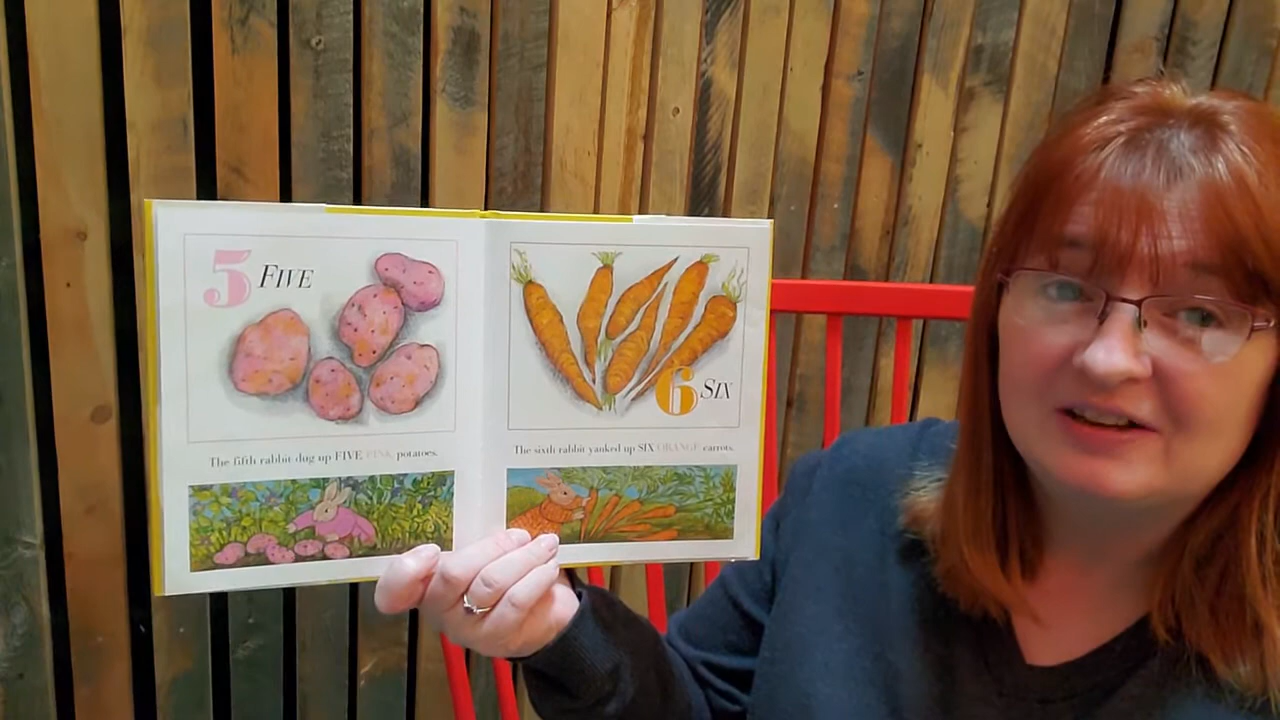 5 FIVE
The fifth rabbit dug up FIVE PINK potatoes.
6 SIX
The sixth rabbit yanked up SIX ORANGE carrots.